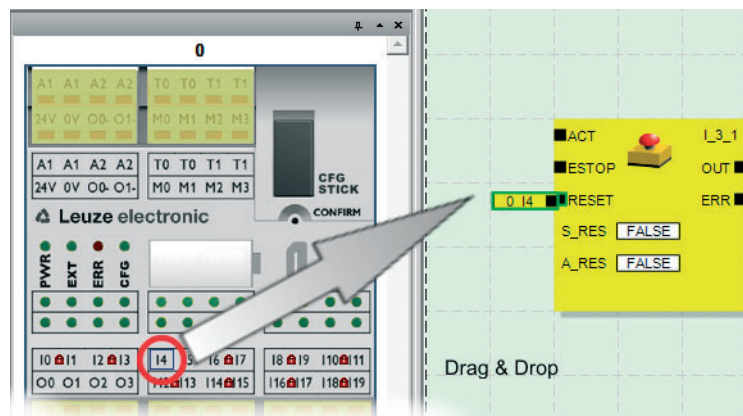 0
A1 A1 A2 A2 T0 T0 T1 T1
24V 0V O0- O1- M0 M1 M2 M3
A1 A1 A2 A2 T0 T0 T1 T1
24V 0V O0- O1- M0 M1 M2 M3
CFG
STICK
CONFIRM
Leuze electronic
PWR
EXT
ERR
CFG
I0 I1 I2 I3 I4 I6 I7 I8 I9 I10 I11
O0 O1 O2 O3 I13 I14 I15 I16 I17 I18 I19
ACT I_3_1
ESTOP OUT
0 I4 RESET ERR
S_RES FALSE
A_RES FALSE
Drag & Drop